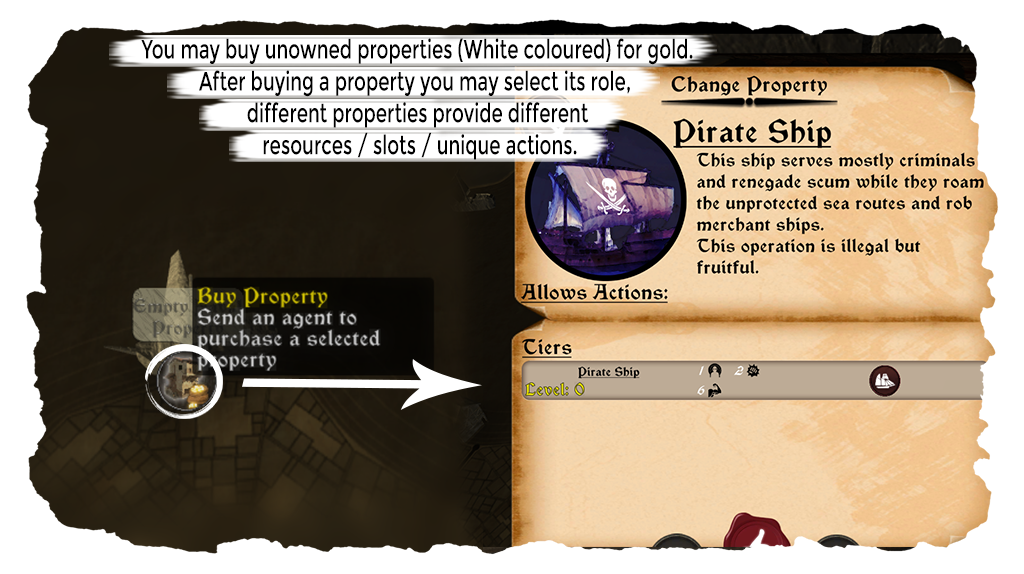 You may buy unowned properties (White coloured) for gold.
After buying a property you may select its role,
different properties provide different
resources / slots / unique actions.
Change Property
Pirate Ship
This ship serves mostly criminals
and renegade scum while they roam
the unprotected sea routes and rob
merchant ships.
This operation is illegal but
fruitful.
Allows Actions:
Empty
Prop
Buy Property
Send an agent to
purchase a selected
property
Tiers
Pirate Ship 1 2
Level: 0 6